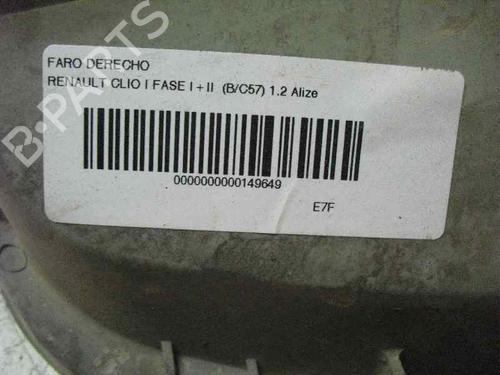 FARO DERECHO
RENAULT CLIO I FASE I + II (B/C57) 1.2 Alize
0000000000149649
E7F
B-PARTS